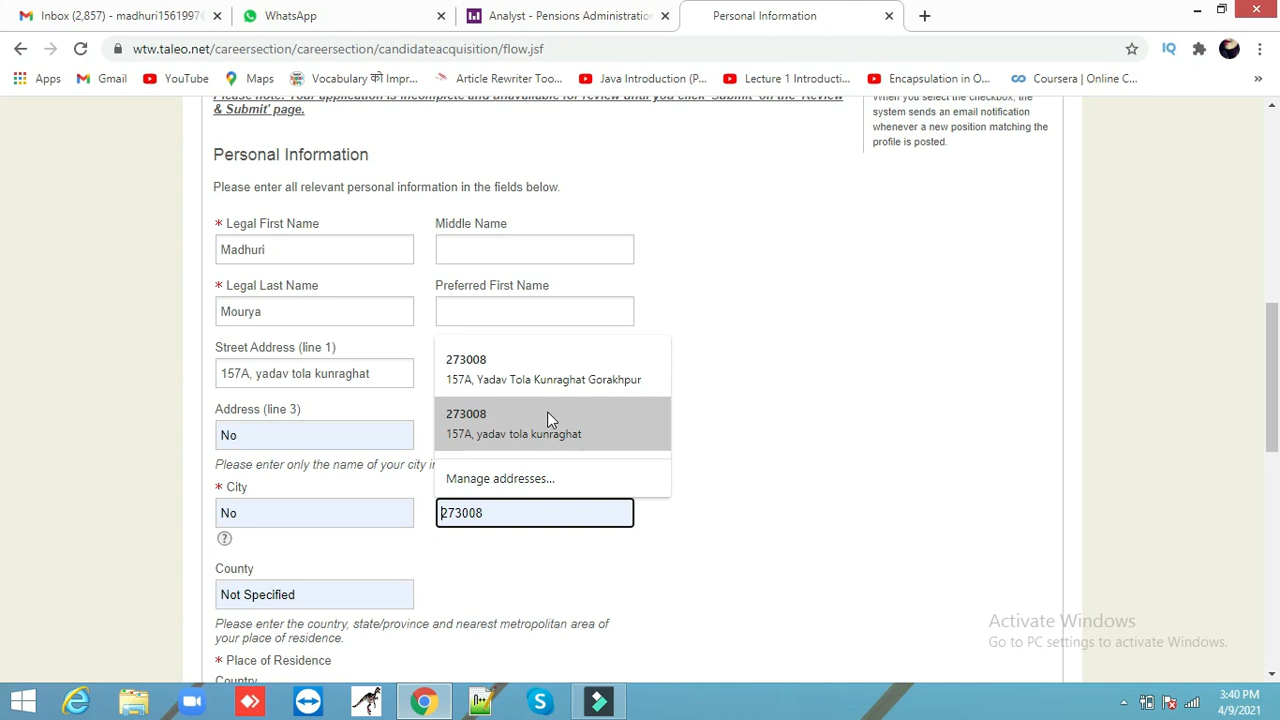 Inbox (2,857) - madhuri1561997
WhatsApp
Analyst - Pensions Administration
Personal Information
wtw.taleo.net/careersection/careersection/candidateacquisition/flow.jsf
IQ
Apps
Gmail
YouTube
Maps
Vocabulary को Impr...
Article Rewriter Too...
Java Introduction (P...
Lecture 1 Introducti...
Encapsulation in O...
Coursera | Online C...
»
Please note: Your application is incomplete and unavailable for review until you click 'Submit' on the 'Review
& Submit' page.
When you select the checkbox, the
system sends an email notification
whenever a new position matching the
profile is posted.
Personal Information
Please enter all relevant personal information in the fields below.
* Legal First Name
Middle Name
Madhuri
* Legal Last Name
Preferred First Name
Mourya
Street Address (line 1)
157A, yadav tola kunraghat
273008
157A, Yadav Tola Kunraghat Gorakhpur
Address (line 3)
No
273008
157A, yadav tola kunraghat
Please enter only the name of your city i
Manage addresses...
* City
No
273008
?
County
Not Specified
Please enter the country, state/province and nearest metropolitan area of
your place of residence.
* Place of Residence
Country
Activate Windows
Go to PC settings to activate Windows.
3:40 PM
4/9/2021